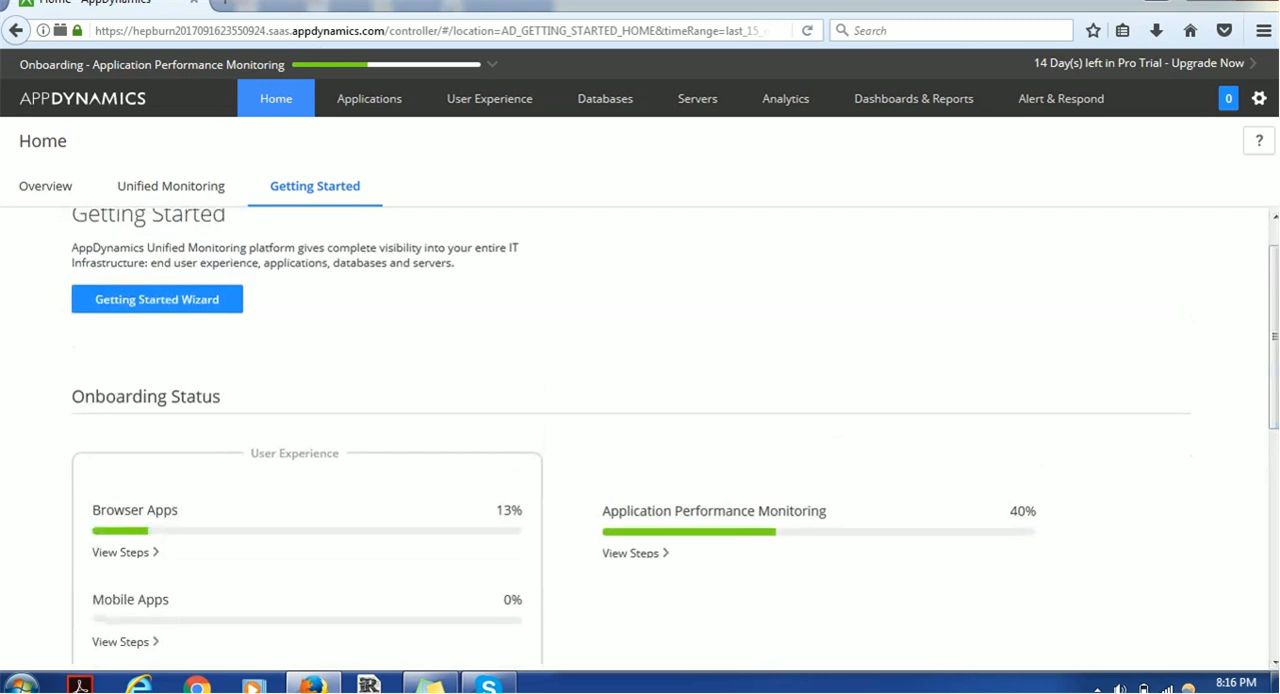 Home - AppDynamics
https://hepburn2017091623550924.saas.appdynamics.com/controller/#/location=AD_GETTING_STARTED_HOME&timeRange=last_15_
Search
Onboarding - Application Performance Monitoring
14 Day(s) left in Pro Trial - Upgrade Now
APPDYNAMICS
Home
Applications
User Experience
Databases
Servers
Analytics
Dashboards & Reports
Alert & Respond
0
Home
?
Overview
Unified Monitoring
Getting Started
Getting Started
AppDynamics Unified Monitoring platform gives complete visibility into your entire IT
Infrastructure: end user experience, applications, databases and servers.
Getting Started Wizard
Onboarding Status
User Experience
Browser Apps
13%
View Steps
Application Performance Monitoring
40%
View Steps
Mobile Apps
0%
View Steps
8:16 PM